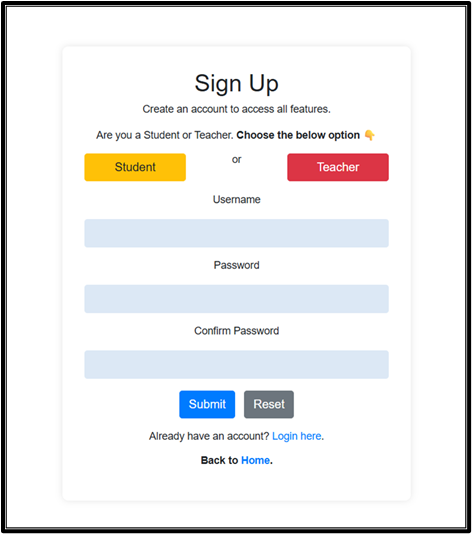 Sign Up
Create an account to access all features.
Are you a Student or Teacher. Choose the below option 👇
Student or Teacher
Username
Password
Confirm Password
Submit Reset
Already have an account? Login here.
Back to Home.